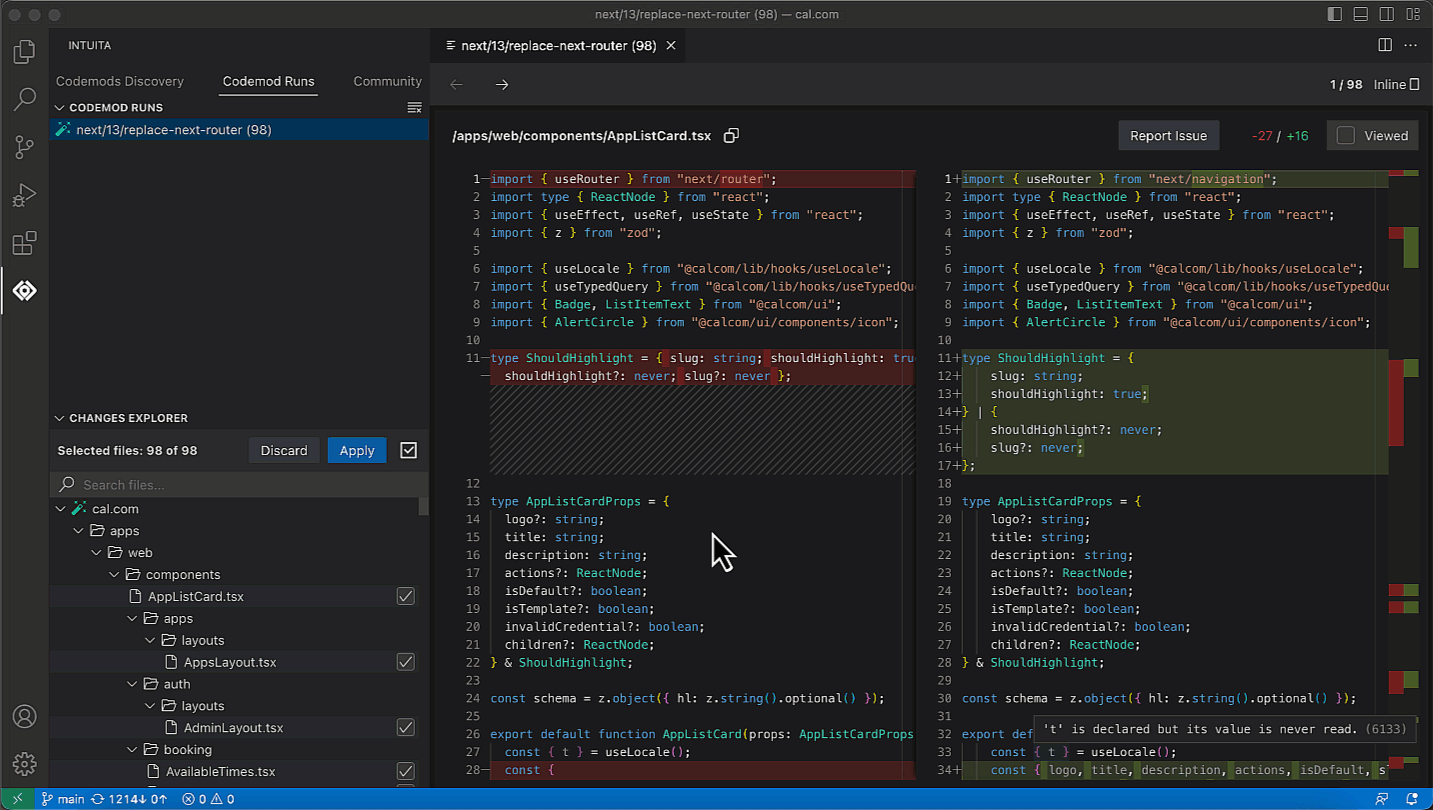 next/13/replace-next-router (98) — cal.com
INTUITA
Codemods Discovery
Codemod Runs
Community
CODEMOD RUNS
next/13/replace-next-router (98)
CHANGES EXPLORER
Selected files: 98 of 98
Discard
Apply
Search files...
cal.com
apps
web
components
AppListCard.tsx
apps
layouts
AppsLayout.tsx
auth
layouts
AdminLayout.tsx
booking
AvailableTimes.tsx
next/13/replace-next-router (98)
1 / 98 Inline
/apps/web/components/AppListCard.tsx
Report Issue
-27 / +16
Viewed
1—import { useRouter } from "next/router";
2 import type { ReactNode } from "react";
3 import { useEffect, useRef, useState } from "react";
4 import { z } from "zod";
5
6 import { useLocale } from "@calcom/lib/hooks/useLocale";
7 import { useTypedQuery } from "@calcom/lib/hooks/useTypedQu
8 import { Badge, ListItemText } from "@calcom/ui";
9 import { AlertCircle } from "@calcom/ui/components/icon";
10
11—type ShouldHighlight = { slug: string; shouldHighlight: tru
— shouldHighlight?: never; slug?: never };
12
13 type AppListCardProps = {
14 logo?: string;
15 title: string;
16 description: string;
17 actions?: ReactNode;
18 isDefault?: boolean;
19 isTemplate?: boolean;
20 invalidCredential?: boolean;
21 children?: ReactNode;
22 } & ShouldHighlight;
23
24 const schema = z.object({ hl: z.string().optional() });
25
26 export default function AppListCard(props: AppListCardProps
27 const { t } = useLocale();
28— const {
1+import { useRouter } from "next/navigation";
2 import type { ReactNode } from "react";
3 import { useEffect, useRef, useState } from "react";
4 import { z } from "zod";
5
6 import { useLocale } from "@calcom/lib/hooks/useLocale";
7 import { useTypedQuery } from "@calcom/lib/hooks/useTypedQue
8 import { Badge, ListItemText } from "@calcom/ui";
9 import { AlertCircle } from "@calcom/ui/components/icon";
10
11+type ShouldHighlight = {
12+ slug: string;
13+ shouldHighlight: true;
14+} | {
15+ shouldHighlight?: never;
16+ slug?: never;
17+};
18
19 type AppListCardProps = {
20 logo?: string;
21 title: string;
22 description: string;
23 actions?: ReactNode;
24 isDefault?: boolean;
25 isTemplate?: boolean;
26 invalidCredential?: boolean;
27 children?: ReactNode;
28 } & ShouldHighlight;
29
30 const schema = z.object({ hl: z.string().optional() });
31
't' is declared but its value is never read. (6133)
32 export def
33 const { t } = useLocale();
34+ const { logo, title, description, actions, isDefault, s
main 1214↓ 0↑ 0 0